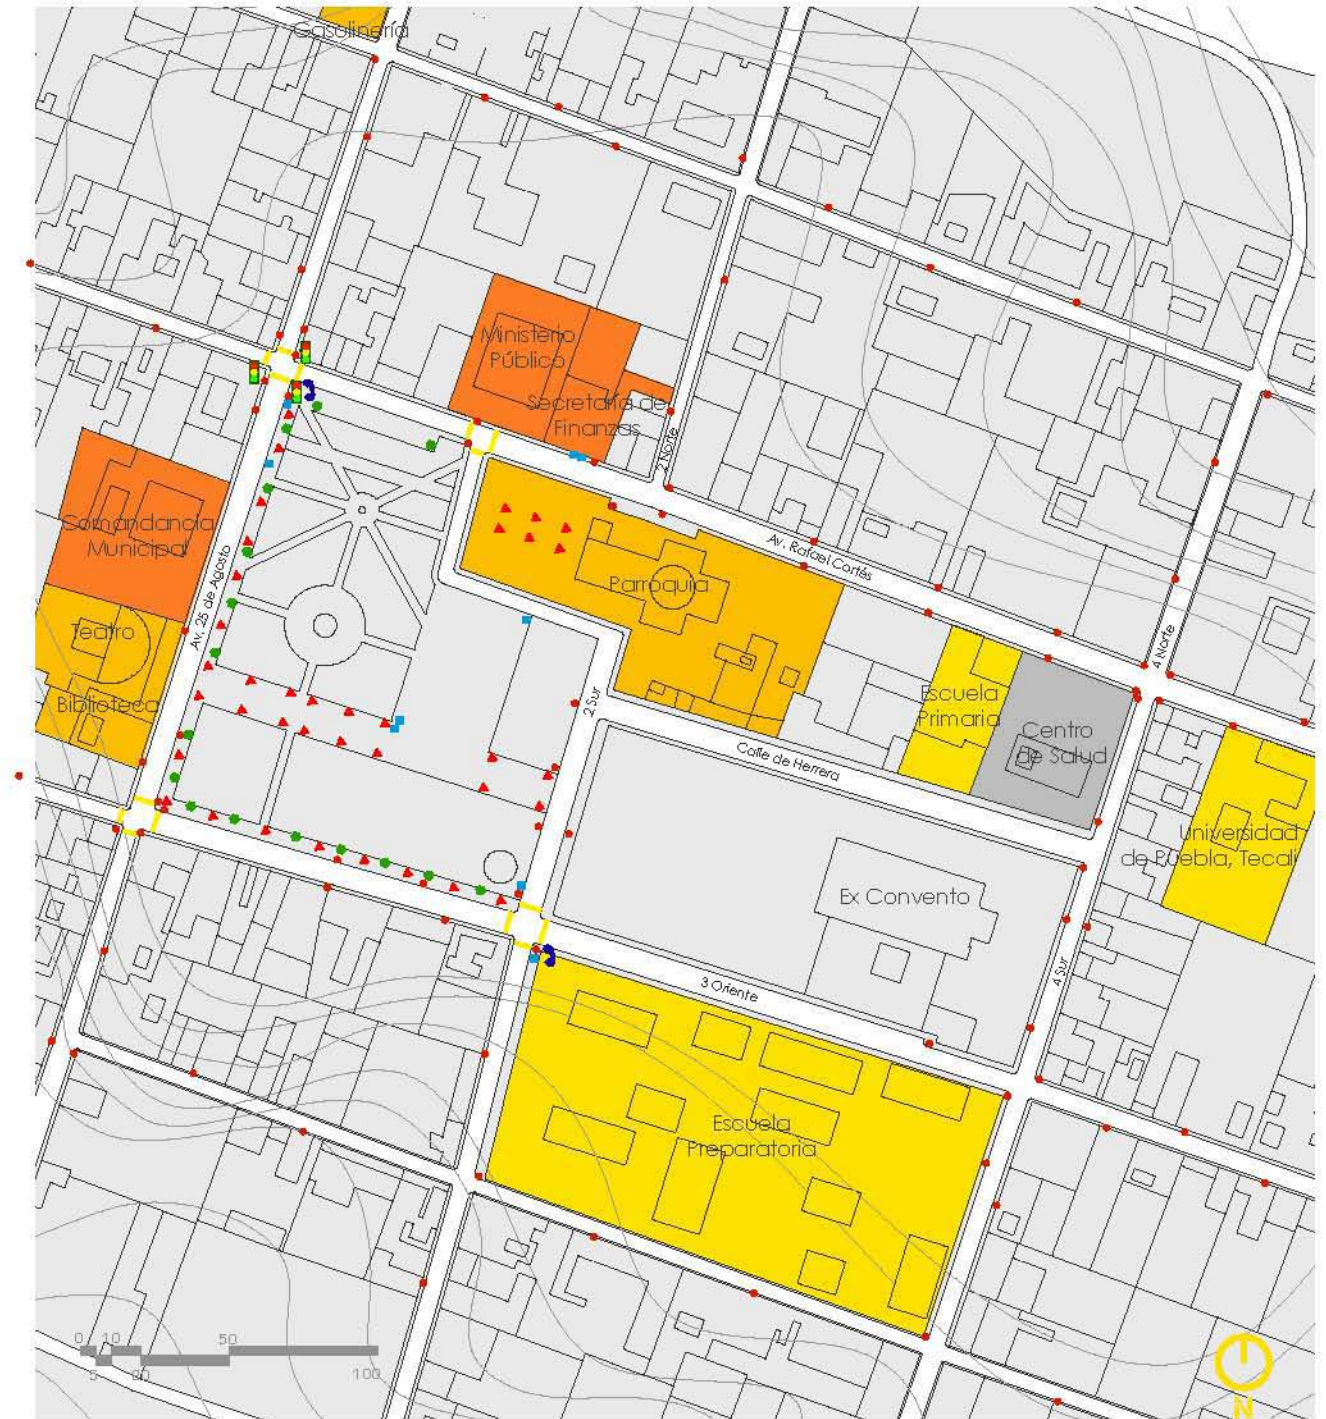 Gasolinería
Ministerio
Público
Secretaría de
Finanzas
2 Norte
Comandancia
Municipal
Av. Rafael Cortés
Parroquia
Av. 25 de Agosto
Teatro
Biblioteca
4 Norte
Escuela
Primaria
Centro
de Salud
2 Sur
Calle de Herrera
Universidad
de Puebla, Tecali
Ex Convento
4 Sur
3 Oriente
Escuela
Preparatoria
0 10 50
5 20 100
N